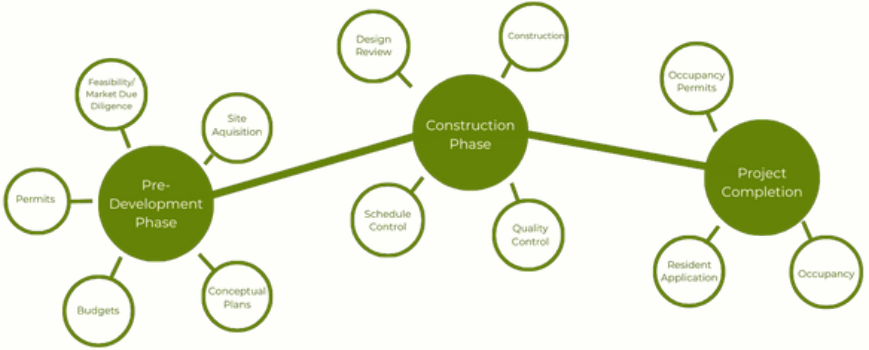 Feasibility/
Market Due
Diligence
Site
Aquisition
Permits
Pre-
Development
Phase
Budgets
Conceptual
Plans
Design
Review
Construction
Construction
Phase
Schedule
Control
Quality
Control
Occupancy
Permits
Project
Completion
Resident
Application
Occupancy